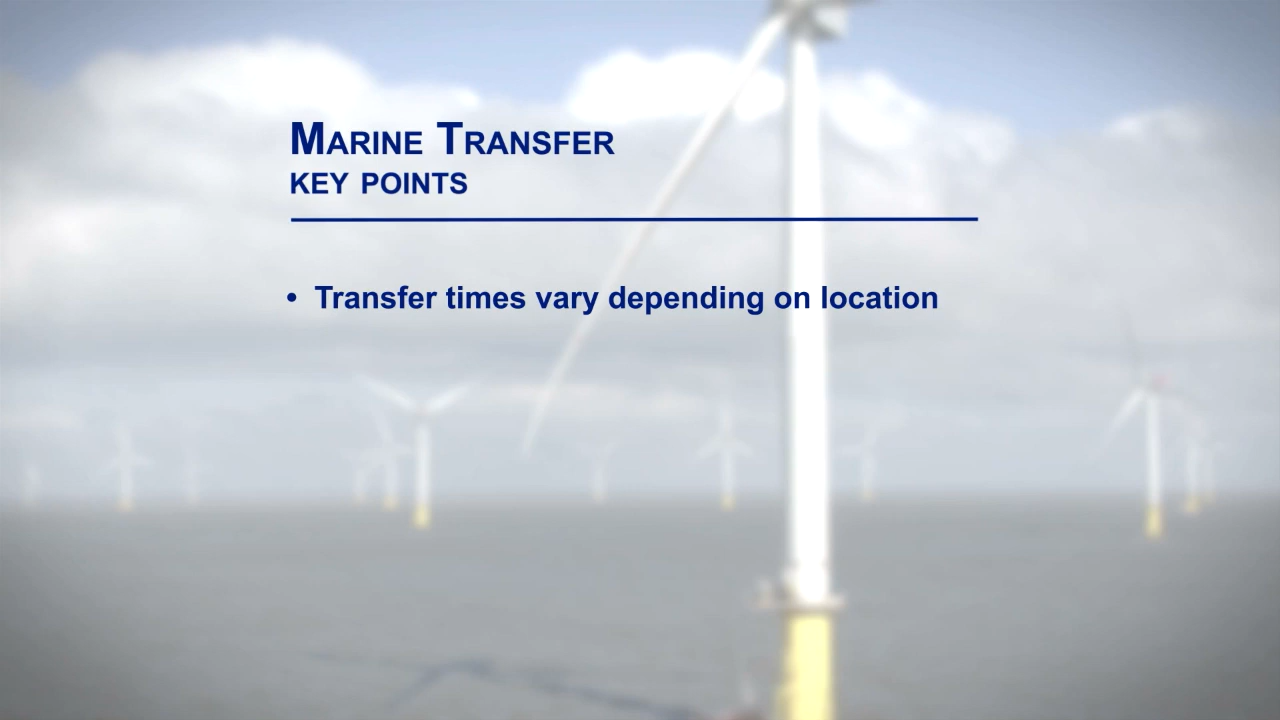 Marine Transfer
key points
• Transfer times vary depending on location